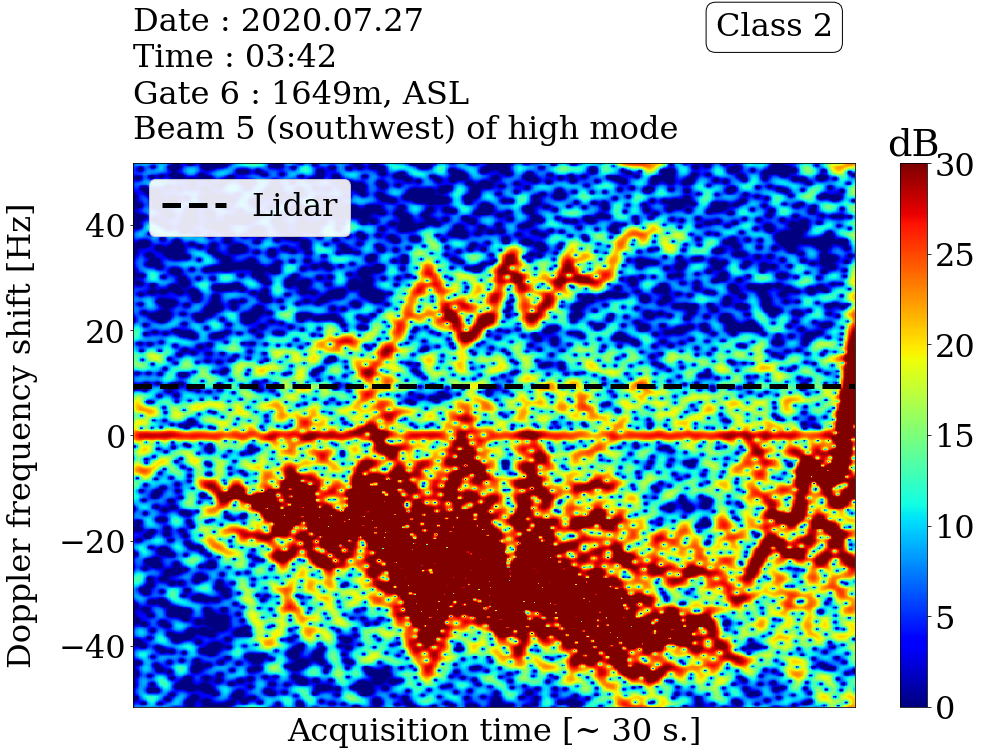 Date : 2020.07.27
Time : 03:42
Gate 6 : 1649m, ASL
Beam 5 (southwest) of high mode
Class 2
dB
Lidar
Doppler frequency shift [Hz]
40
20
0
−20
−40
30
25
20
15
10
5
0
Acquisition time [~ 30 s.]